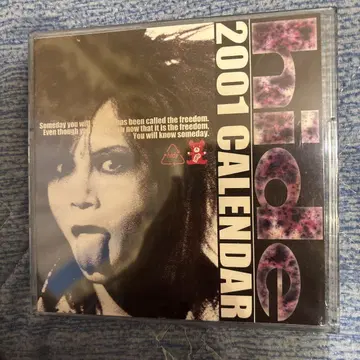 hide
2001 CALENDAR
Someday you will has been called the freedom.
Even though you now that it is the freedom,
You will know someday.